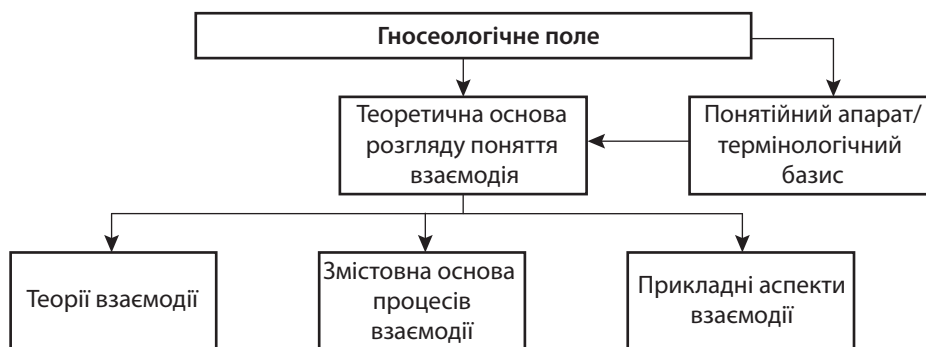 Гносеологічне поле
Теоретична основа
розгляду поняття
взаємодія
Понятійний апарат/
термінологічний
базис
Теорії взаємодії
Змістовна основа
процесів
взаємодії
Прикладні аспекти
взаємодії